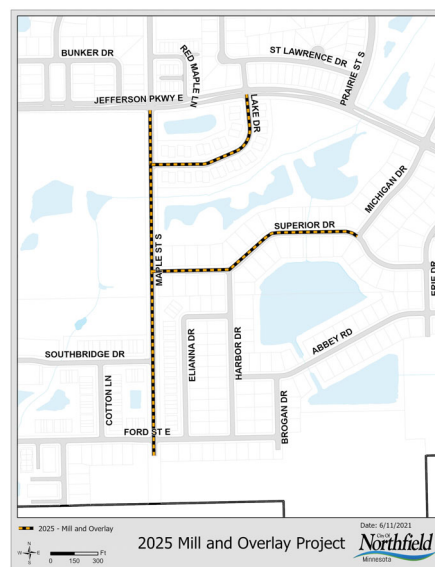 BUNKER DR
RED MAPLE LN
ST LAWRENCE DR
PRAIRIE ST S
JEFFERSON PKWY E
LAKE DR
MICHIGAN DR
SUPERIOR DR
MAPLE ST S
ERIE DR
ELIANNA DR
HARBOR DR
ABBEY RD
SOUTHBRIDGE DR
COTTON LN
BROGAN DR
FORD ST E
2025 - Mill and Overlay
Date: 6/11/2021
N
W E
S
0 150 300 Ft
2025 Mill and Overlay Project
City Of
Northfield
Minnesota